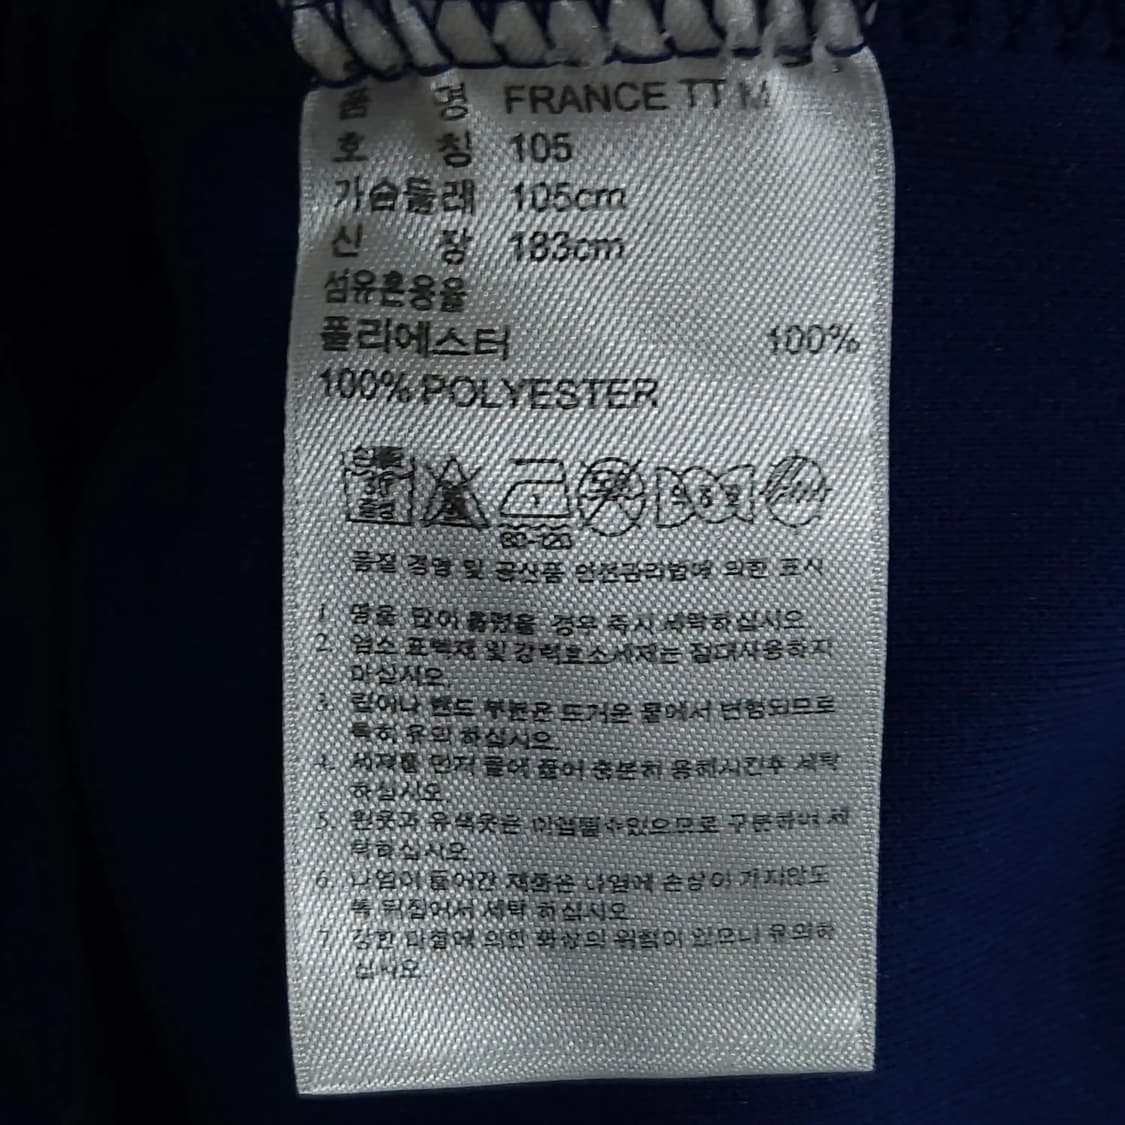 품 명 FRANCE TT M
호 칭 105
가슴둘레 105cm
신 장 183cm
섬유혼용율
폴리에스터 100%
100% POLYESTER
손세탁
중성
80~120
품질 경영 및 공산품 안전관리법에 의한 표시
1. 땀을 많이 흘렸을 경우 즉시 세탁하십시오.
2. 염소 표백제 및 강력효소세제는 절대사용하지
마십시오.
3. 립이나 밴드 부분은 뜨거운 물에서 변형되므로
특히 유의 하십시오.
4. 세제를 먼저 물에 풀어 충분히 용해시킨후 세탁
하십시오.
5. 흰옷과 유색옷은 이염될수있으므로 구분하여 세
탁하십시오.
6. 나염이 들어간 제품은 나염에 손상이 가지않도
록 뒤집어서 세탁 하십시오.
7. 강한 마찰에 의한 화상의 위험이 있으니 유의하
십시오.